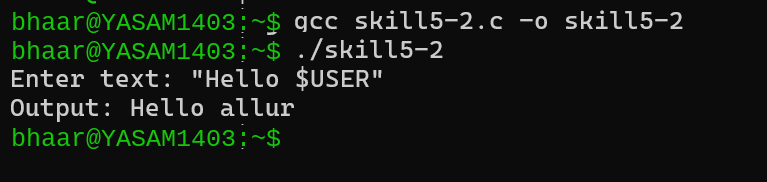 bhaar@YASAM1403:~$ gcc skill5-2.c -o skill5-2
bhaar@YASAM1403:~$ ./skill5-2
Enter text: "Hello $USER"
Output: Hello allur
bhaar@YASAM1403:~$